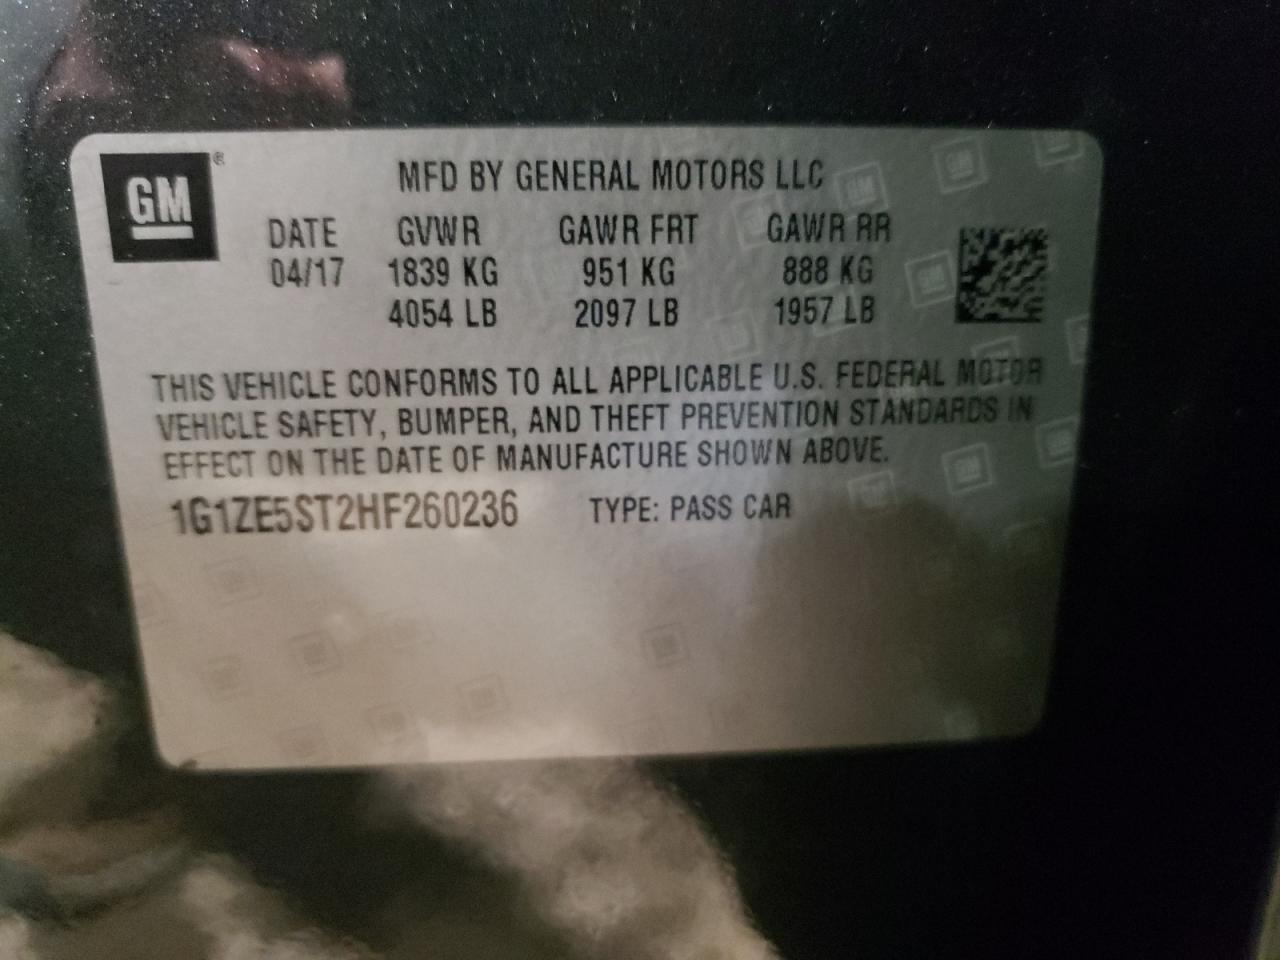 GM®
MFD BY GENERAL MOTORS LLC
DATE GVWR GAWR FRT GAWR RR
04/17 1839 KG 951 KG 888 KG
4054 LB 2097 LB 1957 LB
THIS VEHICLE CONFORMS TO ALL APPLICABLE U.S. FEDERAL MOTOR
VEHICLE SAFETY, BUMPER, AND THEFT PREVENTION STANDARDS IN
EFFECT ON THE DATE OF MANUFACTURE SHOWN ABOVE.
1G1ZE5ST2HF260236 TYPE: PASS CAR